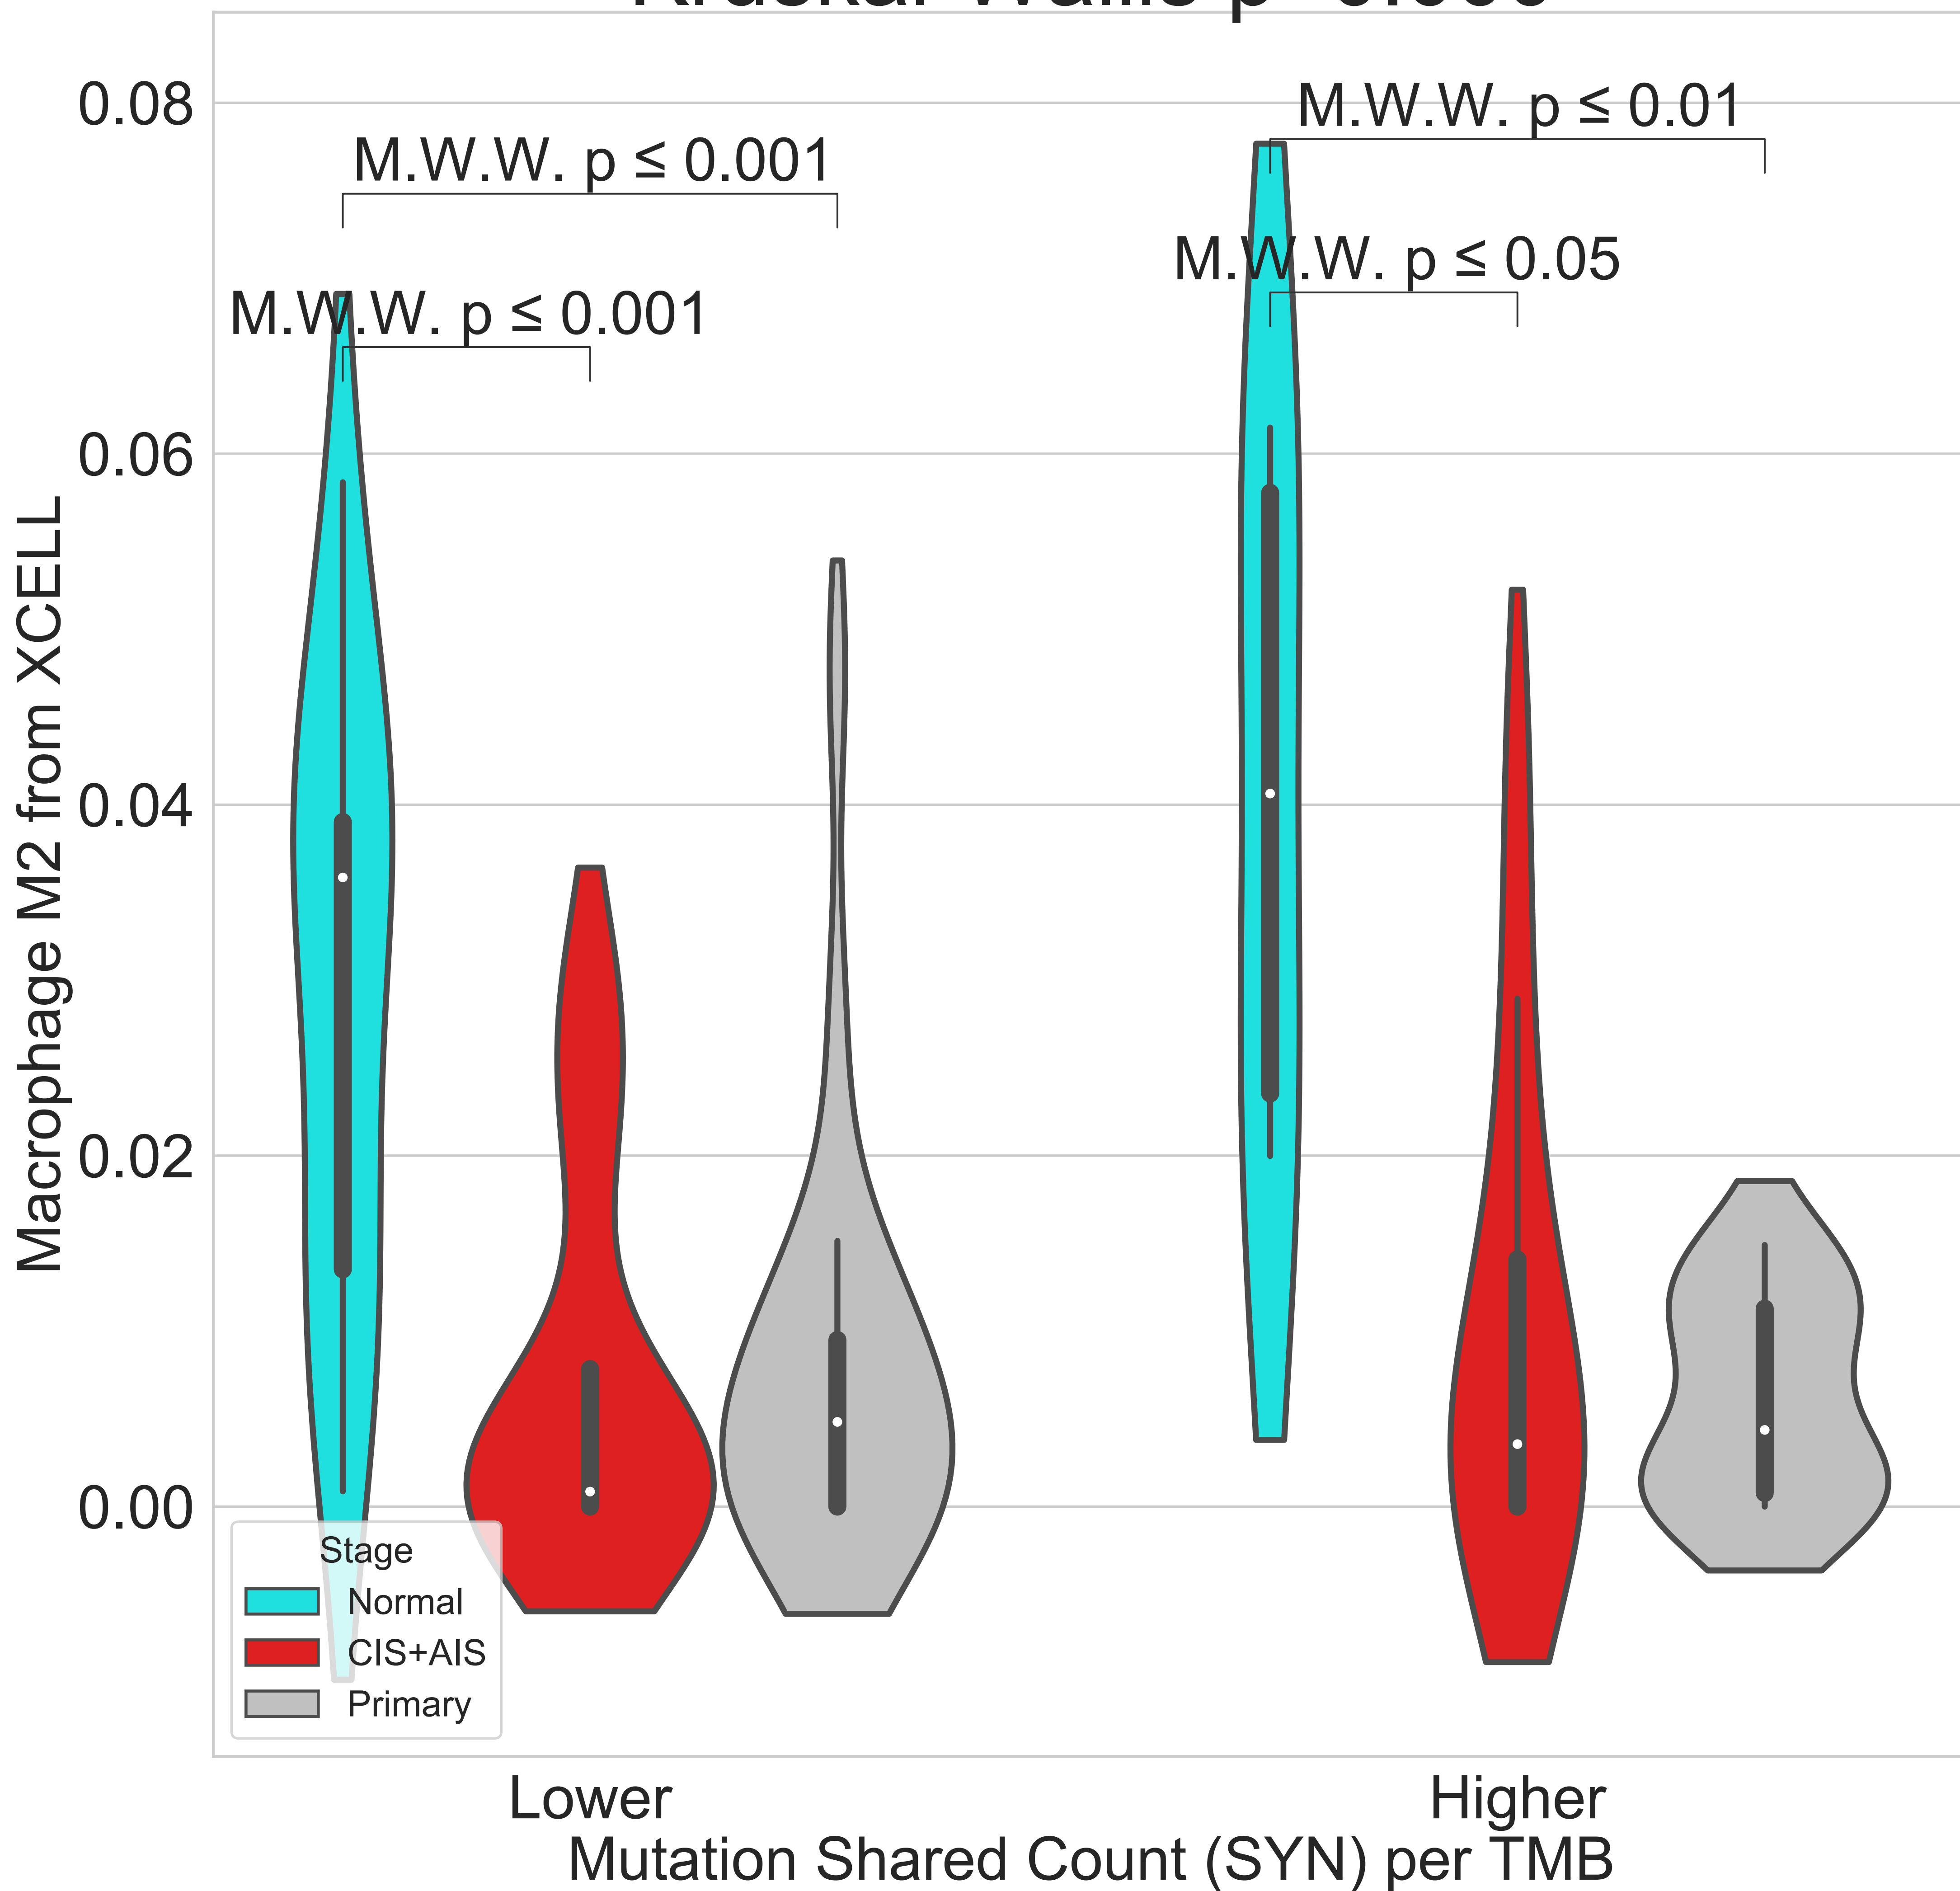 0.08
0.06
0.04
0.02
0.00
Macrophage M2 from XCELL
M.W.W. p ≤ 0.001
M.W.W. p ≤ 0.001
M.W.W. p ≤ 0.01
M.W.W. p ≤ 0.05
Stage
Normal
CIS+AIS
Primary
Lower
Higher
Mutation Shared Count (SYN) per TMB